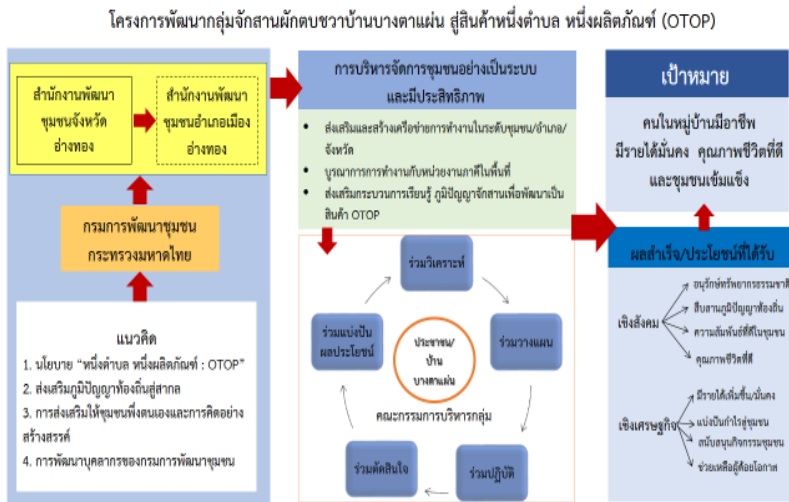 โครงการพัฒนากลุ่มจักสานผักตบชวาบ้านบางตาแผ่น สู่สินค้าหนึ่งตำบล หนึ่งผลิตภัณฑ์ (OTOP)
สำนักงานพัฒนา
ชุมชนจังหวัด
อ่างทอง
สำนักงานพัฒนา
ชุมชนอำเภอเมือง
อ่างทอง
กรมการพัฒนาชุมชน
กระทรวงมหาดไทย
แนวคิด
1. นโยบาย “หนึ่งตำบล หนึ่งผลิตภัณฑ์ : OTOP”
2. ส่งเสริมภูมิปัญญาท้องถิ่นสู่สากล
3. การส่งเสริมให้ชุมชนพึ่งตนเองและการคิดอย่าง
สร้างสรรค์
4. การพัฒนาบุคลากรของกรมการพัฒนาชุมชน
การบริหารจัดการชุมชนอย่างเป็นระบบ
และมีประสิทธิภาพ
• ส่งเสริมและสร้างเครือข่ายการทำงานในระดับชุมชน/อำเภอ/
จังหวัด
• บูรณาการการทำงานกับหน่วยงานภาคีในพื้นที่
• ส่งเสริมกระบวนการเรียนรู้ ภูมิปัญญาจักสานเพื่อพัฒนาเป็น
สินค้า OTOP
ร่วมวิเคราะห์
ร่วมวางแผน
ร่วมปฏิบัติ
ร่วมตัดสินใจ
ร่วมแบ่งปัน
ผลประโยชน์
ประชาชน/
บ้าน
บางตาแผ่น
คณะกรรมการบริหารกลุ่ม
เป้าหมาย
คนในหมู่บ้านมีอาชีพ
มีรายได้มั่นคง คุณภาพชีวิตที่ดี
และชุมชนเข้มแข็ง
ผลสำเร็จ/ประโยชน์ที่ได้รับ
เชิงสังคม
อนุรักษ์ทรัพยากรธรรมชาติ
สืบสานภูมิปัญญาท้องถิ่น
ความสัมพันธ์ที่ดีในชุมชน
คุณภาพชีวิตที่ดี
เชิงเศรษฐกิจ
มีรายได้เพิ่มขึ้น/มั่นคง
แบ่งปันกำไรสู่ชุมชน
สนับสนุนกิจกรรมชุมชน
ช่วยเหลือผู้ด้อยโอกาส